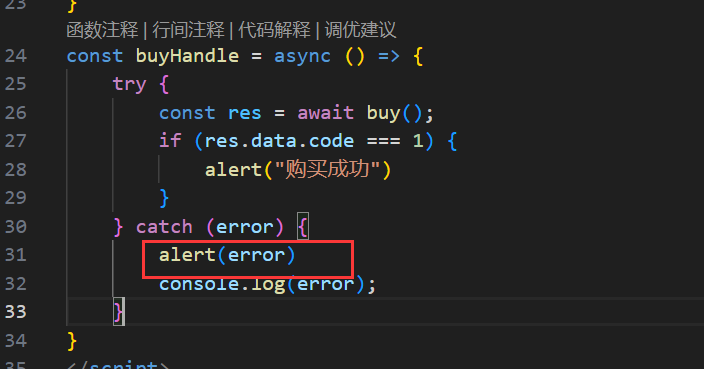 23 }
函数注释 | 行间注释 | 代码解释 | 调优建议
24 const buyHandle = async () => {
25 try {
26 const res = await buy();
27 if (res.data.code === 1) {
28 alert("购买成功")
29 }
30 } catch (error) {
31 alert(error)
32 console.log(error);
33 }
34 }
35 </script>